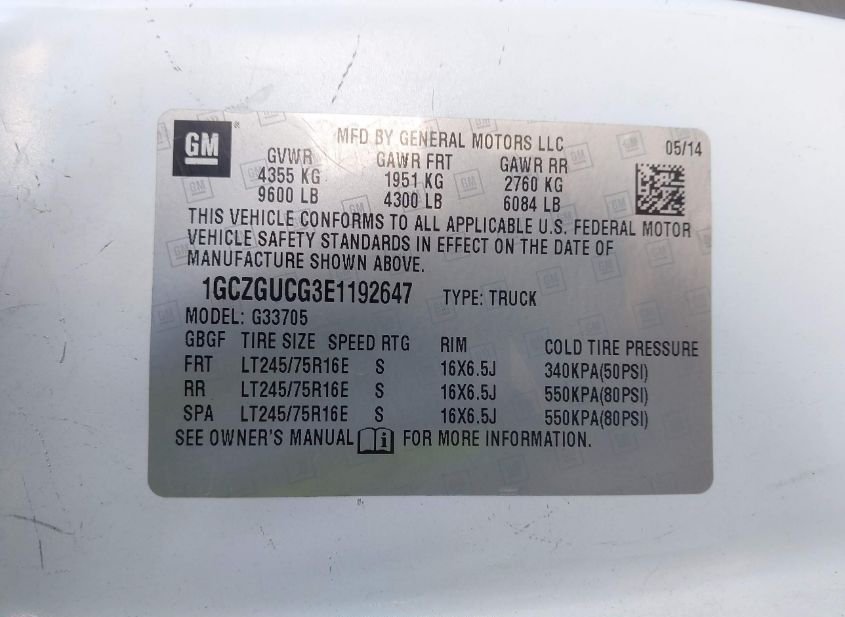 GM
MFD BY GENERAL MOTORS LLC
05/14
GVWR GAWR FRT GAWR RR
4355 KG 1951 KG 2760 KG
9600 LB 4300 LB 6084 LB
THIS VEHICLE CONFORMS TO ALL APPLICABLE U.S. FEDERAL MOTOR
VEHICLE SAFETY STANDARDS IN EFFECT ON THE DATE OF
MANUFACTURE SHOWN ABOVE.
1GCZGUCG3E1192647 TYPE: TRUCK
MODEL: G33705
GBGF TIRE SIZE SPEED RTG RIM COLD TIRE PRESSURE
FRT LT245/75R16E S 16X6.5J 340KPA(50PSI)
RR LT245/75R16E S 16X6.5J 550KPA(80PSI)
SPA LT245/75R16E S 16X6.5J 550KPA(80PSI)
SEE OWNER'S MANUAL i FOR MORE INFORMATION.